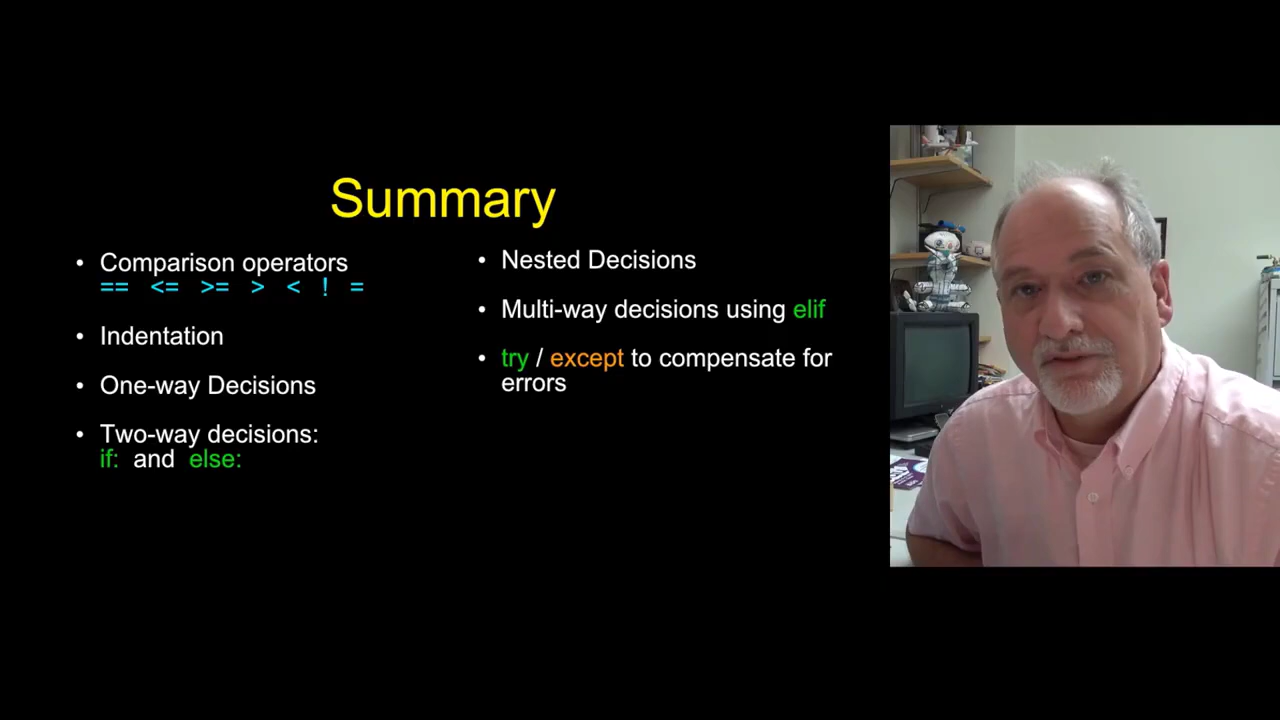 Summary
• Comparison operators
== <= >= > < ! =
• Indentation
• One-way Decisions
• Two-way decisions:
if: and else:
• Nested Decisions
• Multi-way decisions using elif
• try / except to compensate for
errors